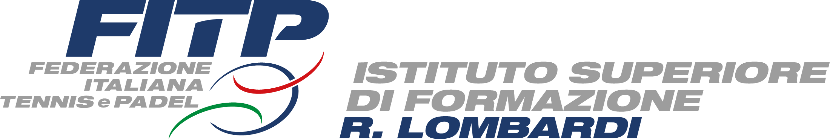 FITP
FEDERAZIONE
ITALIANA
TENNIS e PADEL
ISTITUTO SUPERIORE
DI FORMAZIONE
R. LOMBARDI